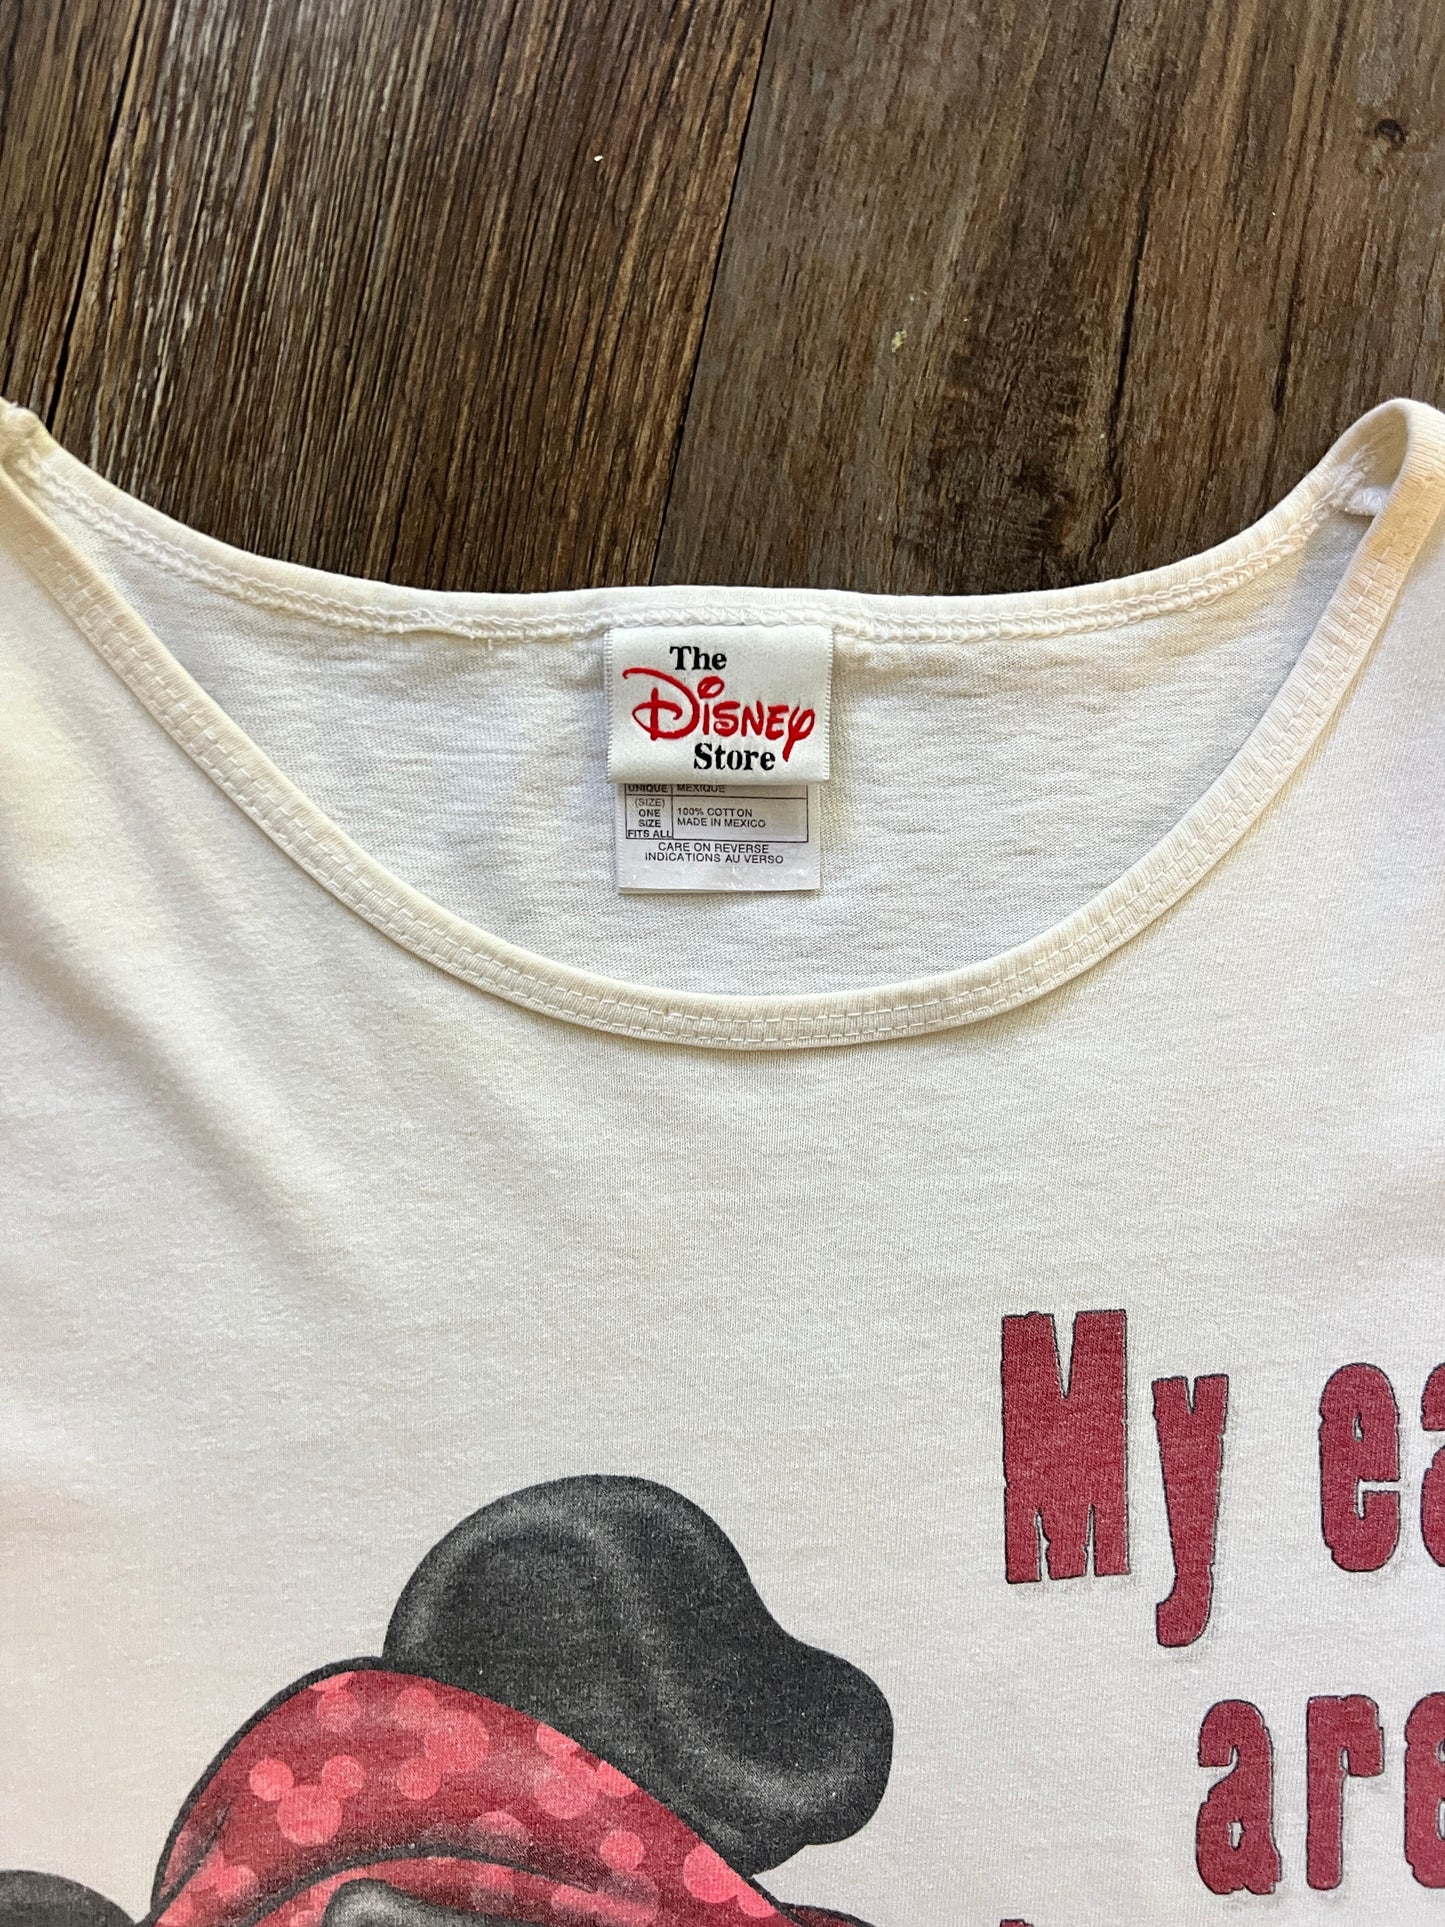 The
Disney
Store
UNIQUE MEXIQUE
(SIZE)
ONE
SIZE
FITS ALL
100% COTTON
MADE IN MEXICO
CARE ON REVERSE
INDICATIONS AU VERSO
My ea
are